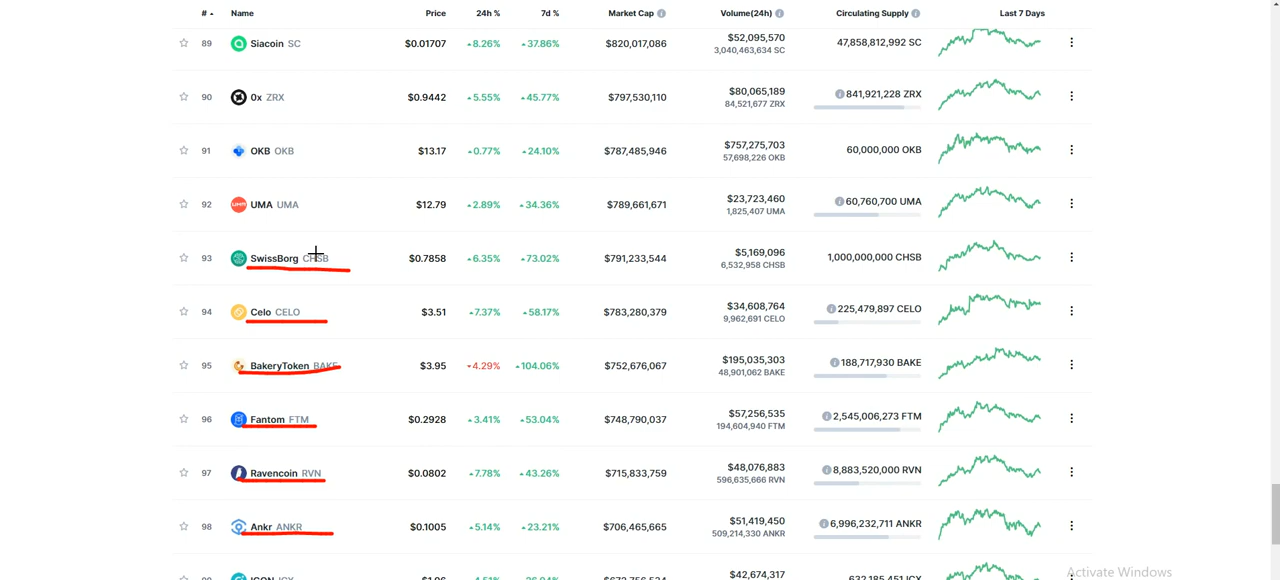 # Name Price 24h % 7d % Market Cap Volume(24h) Circulating Supply Last 7 Days
89 Siacoin SC $0.01707 8.26% 37.86% $820,017,086 $52,095,570 47,858,812,992 SC
3,040,463,634 SC
90 0x ZRX $0.9442 5.55% 45.77% $797,530,110 $80,065,189 841,921,228 ZRX
84,521,677 ZRX
91 OKB OKB $13.17 0.77% 24.10% $787,485,946 $757,275,703 60,000,000 OKB
57,698,226 OKB
92 UMA UMA $12.79 2.89% 34.36% $789,661,671 $23,723,460 60,760,700 UMA
1,825,407 UMA
93 SwissBorg CHSB $0.7858 6.35% 73.02% $791,233,544 $5,169,096 1,000,000,000 CHSB
6,532,958 CHSB
94 Celo CELO $3.51 7.37% 58.17% $783,280,379 $34,608,764 225,479,897 CELO
9,962,691 CELO
95 BakeryToken BAKE $3.95 4.29% 104.06% $752,676,067 $195,035,303 188,717,930 BAKE
48,901,062 BAKE
96 Fantom FTM $0.2928 3.41% 53.04% $748,790,037 $57,256,535 2,545,006,273 FTM
194,604,940 FTM
97 Ravencoin RVN $0.0802 7.78% 43.26% $715,833,759 $48,076,883 8,883,520,000 RVN
596,635,666 RVN
98 Ankr ANKR $0.1005 5.14% 23.21% $706,465,665 $51,419,450 6,996,232,711 ANKR
509,214,330 ANKR
$42,674,317
Activate Windows